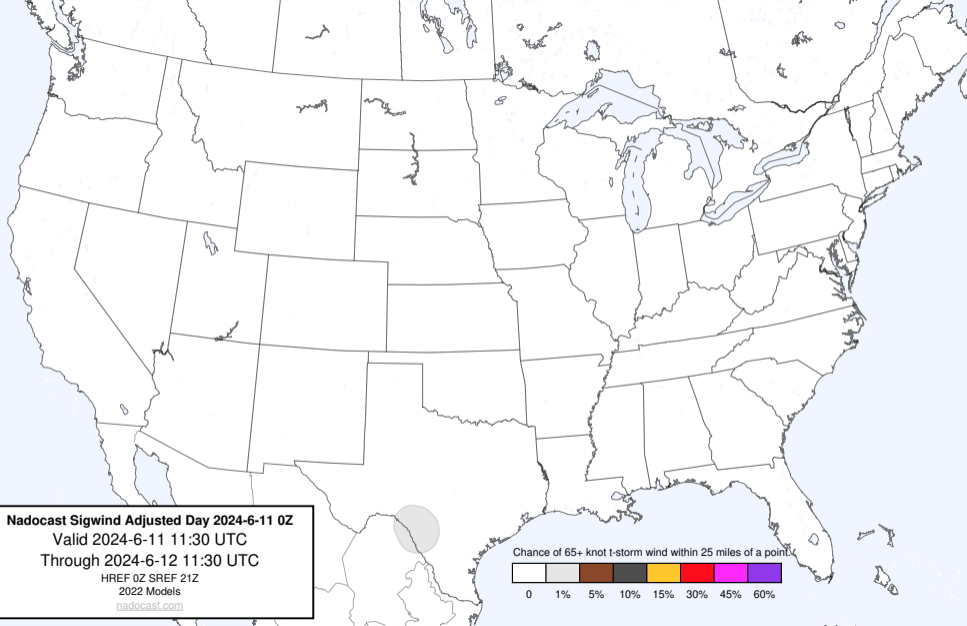 Nadocast Sigwind Adjusted Day 2024-6-11 0Z
Valid 2024-6-11 11:30 UTC
Through 2024-6-12 11:30 UTC
HREF 0Z SREF 21Z
2022 Models
nadocast.com
Chance of 65+ knot t-storm wind within 25 miles of a point.
0 1% 5% 10% 15% 30% 45% 60%